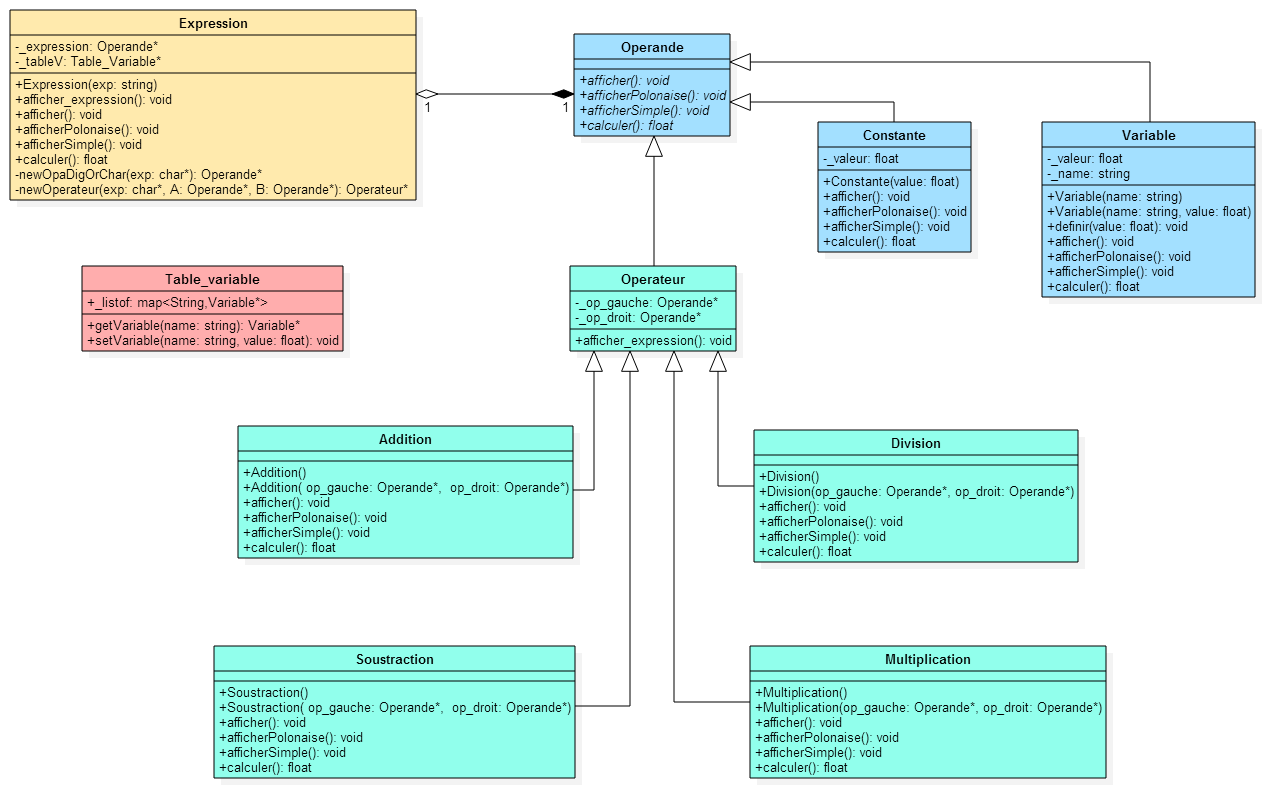 Expression
-_expression: Operande*
-_tableV: Table_Variable*
+Expression(exp: string)
+afficher_expression(): void
+afficher(): void
+afficherPolonaise(): void
+afficherSimple(): void
+calculer(): float
-newOpaDigOrChar(exp: char*): Operande*
-newOperateur(exp: char*, A: Operande*, B: Operande*): Operateur*
1
1
Operande
+afficher(): void
+afficherPolonaise(): void
+afficherSimple(): void
+calculer(): float
Constante
-_valeur: float
+Constante(value: float)
+afficher(): void
+afficherPolonaise(): void
+afficherSimple(): void
+calculer(): float
Variable
-_valeur: float
-_name: string
+Variable(name: string)
+Variable(name: string, value: float)
+definir(value: float): void
+afficher(): void
+afficherPolonaise(): void
+afficherSimple(): void
+calculer(): float
Table_variable
+_listof: map<String,Variable*>
+getVariable(name: string): Variable*
+setVariable(name: string, value: float): void
Operateur
-_op_gauche: Operande*
-_op_droit: Operande*
+afficher_expression(): void
Addition
+Addition()
+Addition( op_gauche: Operande*,  op_droit: Operande*)
+afficher(): void
+afficherPolonaise(): void
+afficherSimple(): void
+calculer(): float
Division
+Division()
+Division(op_gauche: Operande*, op_droit: Operande*)
+afficher(): void
+afficherPolonaise(): void
+afficherSimple(): void
+calculer(): float
Soustraction
+Soustraction()
+Soustraction( op_gauche: Operande*,  op_droit: Operande*)
+afficher(): void
+afficherPolonaise(): void
+afficherSimple(): void
+calculer(): float
Multiplication
+Multiplication()
+Multiplication(op_gauche: Operande*, op_droit: Operande*)
+afficher(): void
+afficherPolonaise(): void
+afficherSimple(): void
+calculer(): float